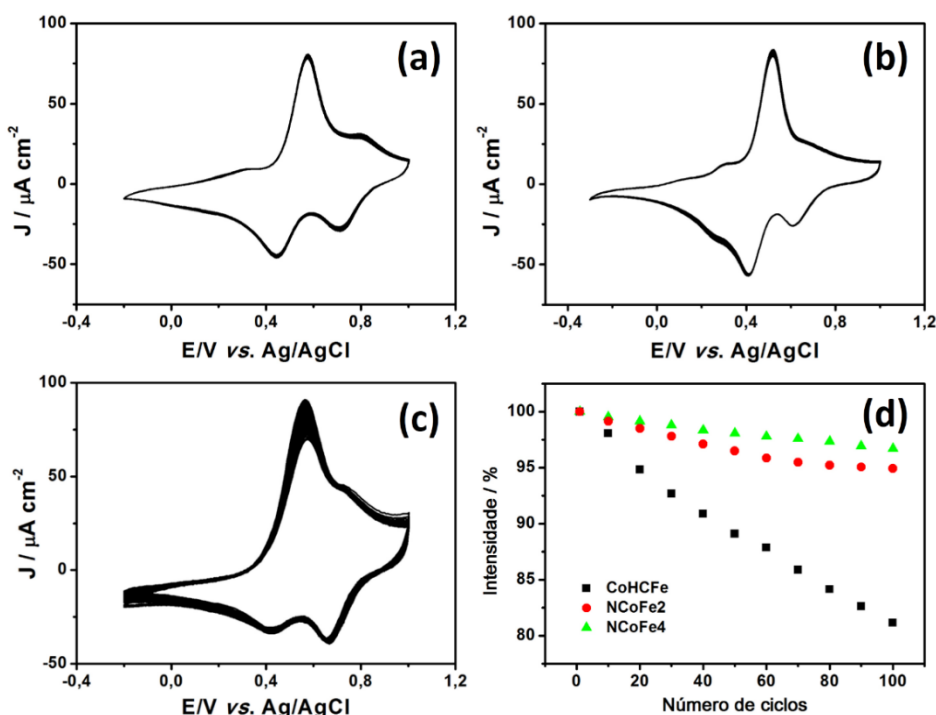 (a)
100
50
0
-50
J / μA cm⁻²
-0,4 0,0 0,4 0,8 1,2
E/V vs. Ag/AgCl
(b)
100
50
0
-50
J / μA cm⁻²
-0,4 0,0 0,4 0,8 1,2
E/V vs. Ag/AgCl
(c)
100
50
0
-50
J / μA cm⁻²
-0,4 0,0 0,4 0,8 1,2
E/V vs. Ag/AgCl
(d)
100
95
90
85
80
Intensidade / %
CoHCFe
NCoFe2
NCoFe4
0 20 40 60 80 100
Número de ciclos